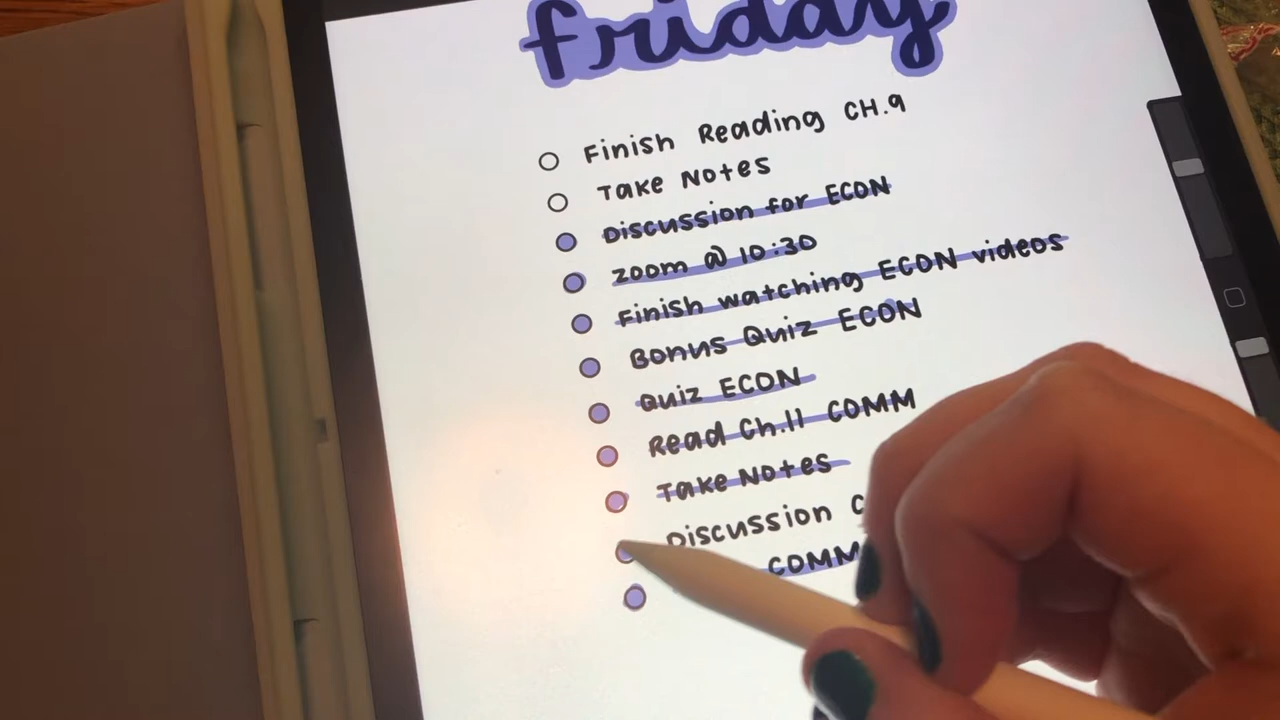 friday
Finish Reading CH.9
Take Notes
Discussion for ECON
zoom @ 10:30
Finish watching ECON videos
Bonus Quiz ECON
Quiz ECON
Read Ch.11 COMM
Take Notes
Discussion
COMM